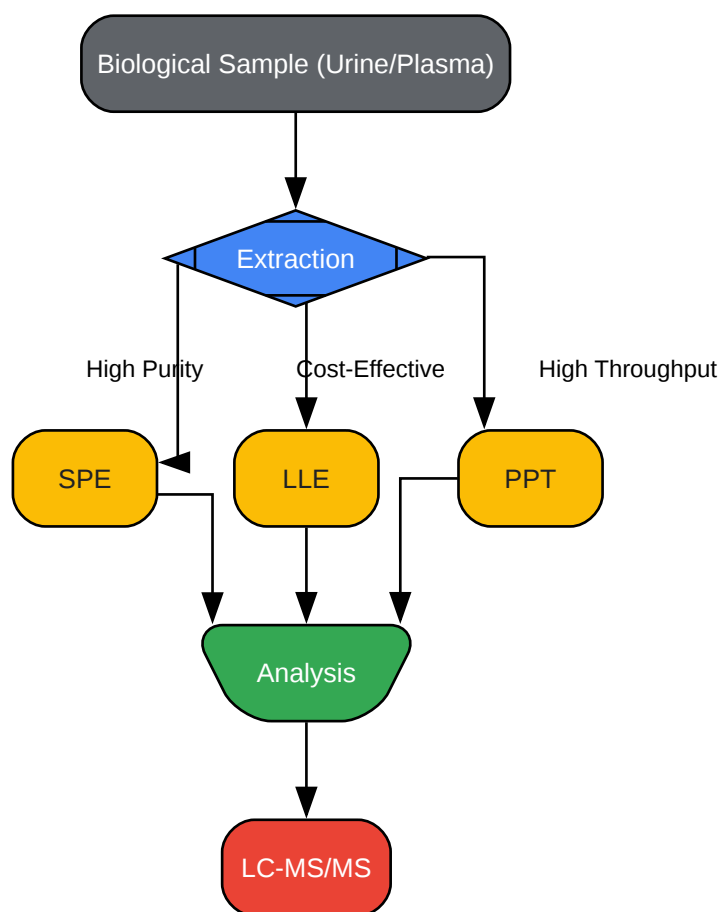 Biological Sample (Urine/Plasma)
Extraction
High Purity
Cost-Effective
High Throughput
SPE
LLE
PPT
Analysis
LC-MS/MS